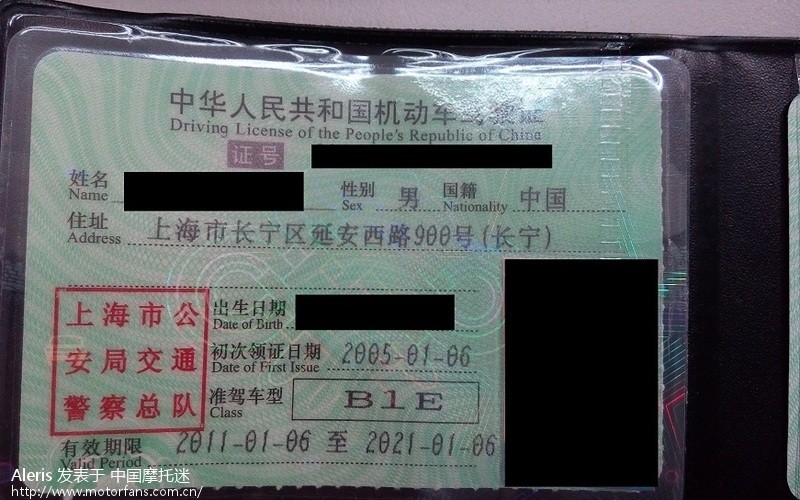 中华人民共和国机动车驾驶证
Driving License of the People's Republic of China
证号
姓名
Name
性别 男 国籍 中国
Sex Nationality
住址 上海市长宁区延安西路900号(长宁)
Address
上海市公
安局交通
警察总队
出生日期
Date of Birth
初次领证日期 2005-01-06
Date of First Issue
准驾车型 B1E
Class
有效期限 2011-01-06 至 2021-01-06
Valid Period
Aleris 发表于 中国摩托迷
http://www.motorfans.com.cn/